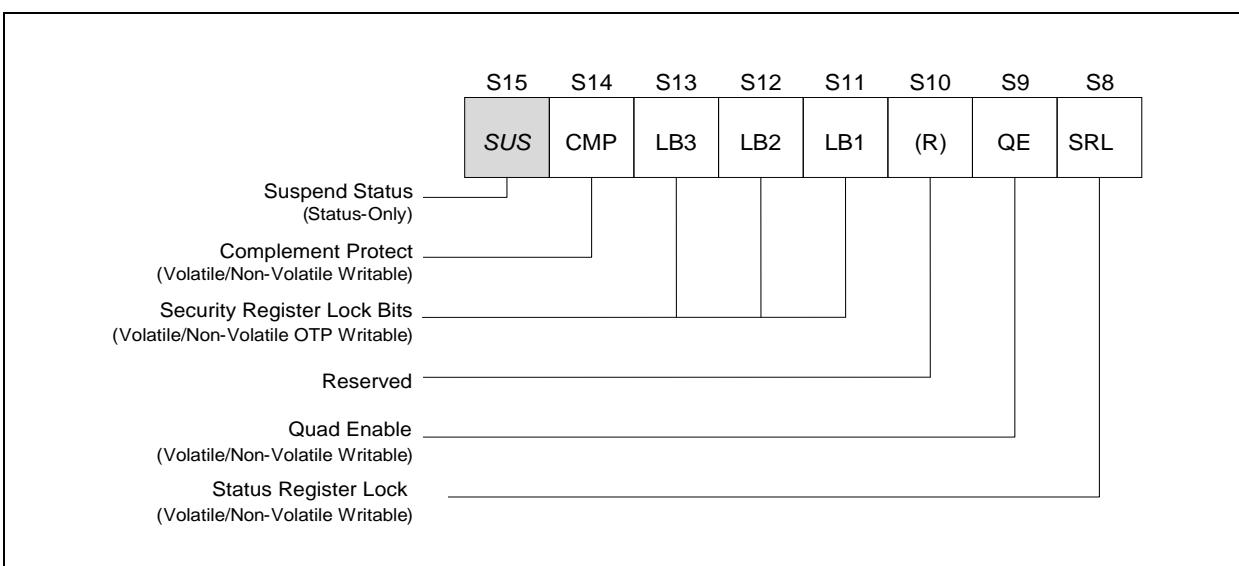 S15 S14 S13 S12 S11 S10 S9 S8
SUS CMP LB3 LB2 LB1 (R) QE SRL
Suspend Status
(Status-Only)
Complement Protect
(Volatile/Non-Volatile Writable)
Security Register Lock Bits
(Volatile/Non-Volatile OTP Writable)
Reserved
Quad Enable
(Volatile/Non-Volatile Writable)
Status Register Lock
(Volatile/Non-Volatile Writable)